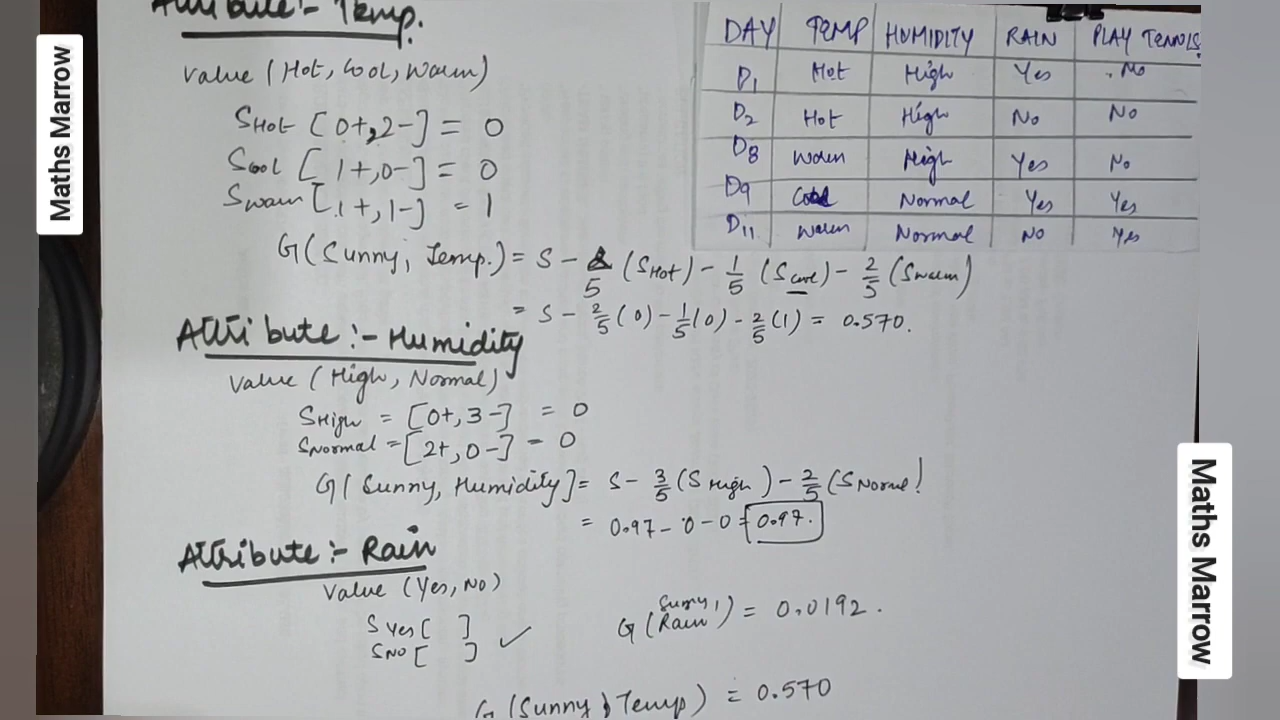 Attribute:- Temp.
Value (Hot, Cool, Warm)
SHot [0+, 2-] = 0
SCool [1+, 0-] = 0
SWarm [1+, 1-] = 1
G(Sunny, Temp.) = S - 2/5 (SHot) - 1/5 (SCool) - 2/5 (SWarm)
= S - 2/5 (0) - 1/5 (0) - 2/5 (1) = 0.570.
Attribute:- Humidity
Value (High, Normal)
SHigh = [0+, 3-] = 0
SNormal = [2+, 0-] = 0
G[Sunny, Humidity] = S - 3/5 (SHigh) - 2/5 (SNormal)
= 0.97 - 0 - 0 = 0.97.
Attribute:- Rain
Value (Yes, No)
SYes [ ]
SNO [ ]
G(Sunny, Rain) = 0.0192.
G(Sunny, Temp) = 0.570
DAY TEMP HUMIDITY RAIN PLAY TENNIS
D1 Hot High Yes No
D2 Hot High No No
D8 Warm High Yes No
D9 Cool Normal Yes Yes
D11 Warm Normal NO Yes
Maths Marrow
Maths Marrow